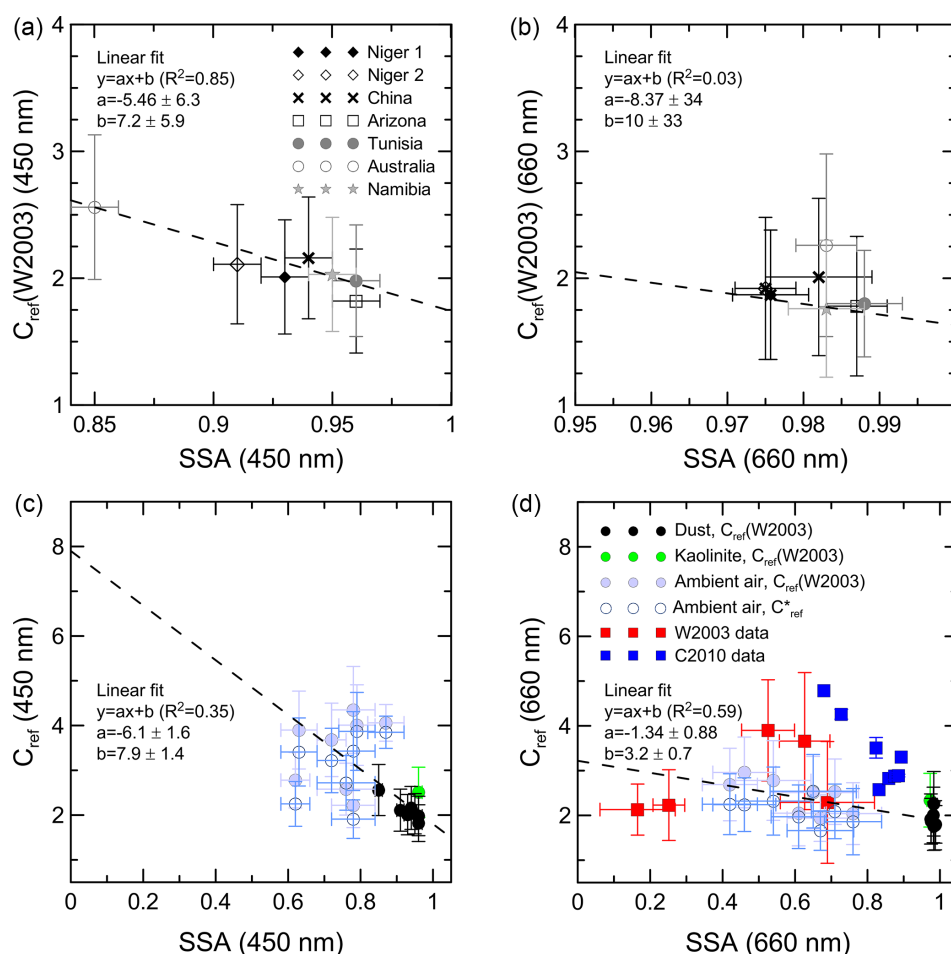 (a)
4
3
2
1
C_ref(W2003) (450 nm)
Linear fit
y=ax+b (R²=0.85)
a=-5.46 ± 6.3
b=7.2 ± 5.9
Niger 1
Niger 2
China
Arizona
Tunisia
Australia
Namibia
0.85 0.9 0.95 1
SSA (450 nm)
(b)
4
3
2
1
C_ref(W2003) (660 nm)
Linear fit
y=ax+b (R²=0.03)
a=-8.37 ± 34
b=10 ± 33
0.95 0.96 0.97 0.98 0.99
SSA (660 nm)
(c)
8
6
4
2
C_ref (450 nm)
Linear fit
y=ax+b (R²=0.35)
a=-6.1 ± 1.6
b=7.9 ± 1.4
0 0.2 0.4 0.6 0.8 1
SSA (450 nm)
(d)
8
6
4
2
C_ref (660 nm)
Dust, C_ref(W2003)
Kaolinite, C_ref(W2003)
Ambient air, C_ref(W2003)
Ambient air, C*_ref
W2003 data
C2010 data
Linear fit
y=ax+b (R²=0.59)
a=-1.34 ± 0.88
b=3.2 ± 0.7
0 0.2 0.4 0.6 0.8 1
SSA (660 nm)